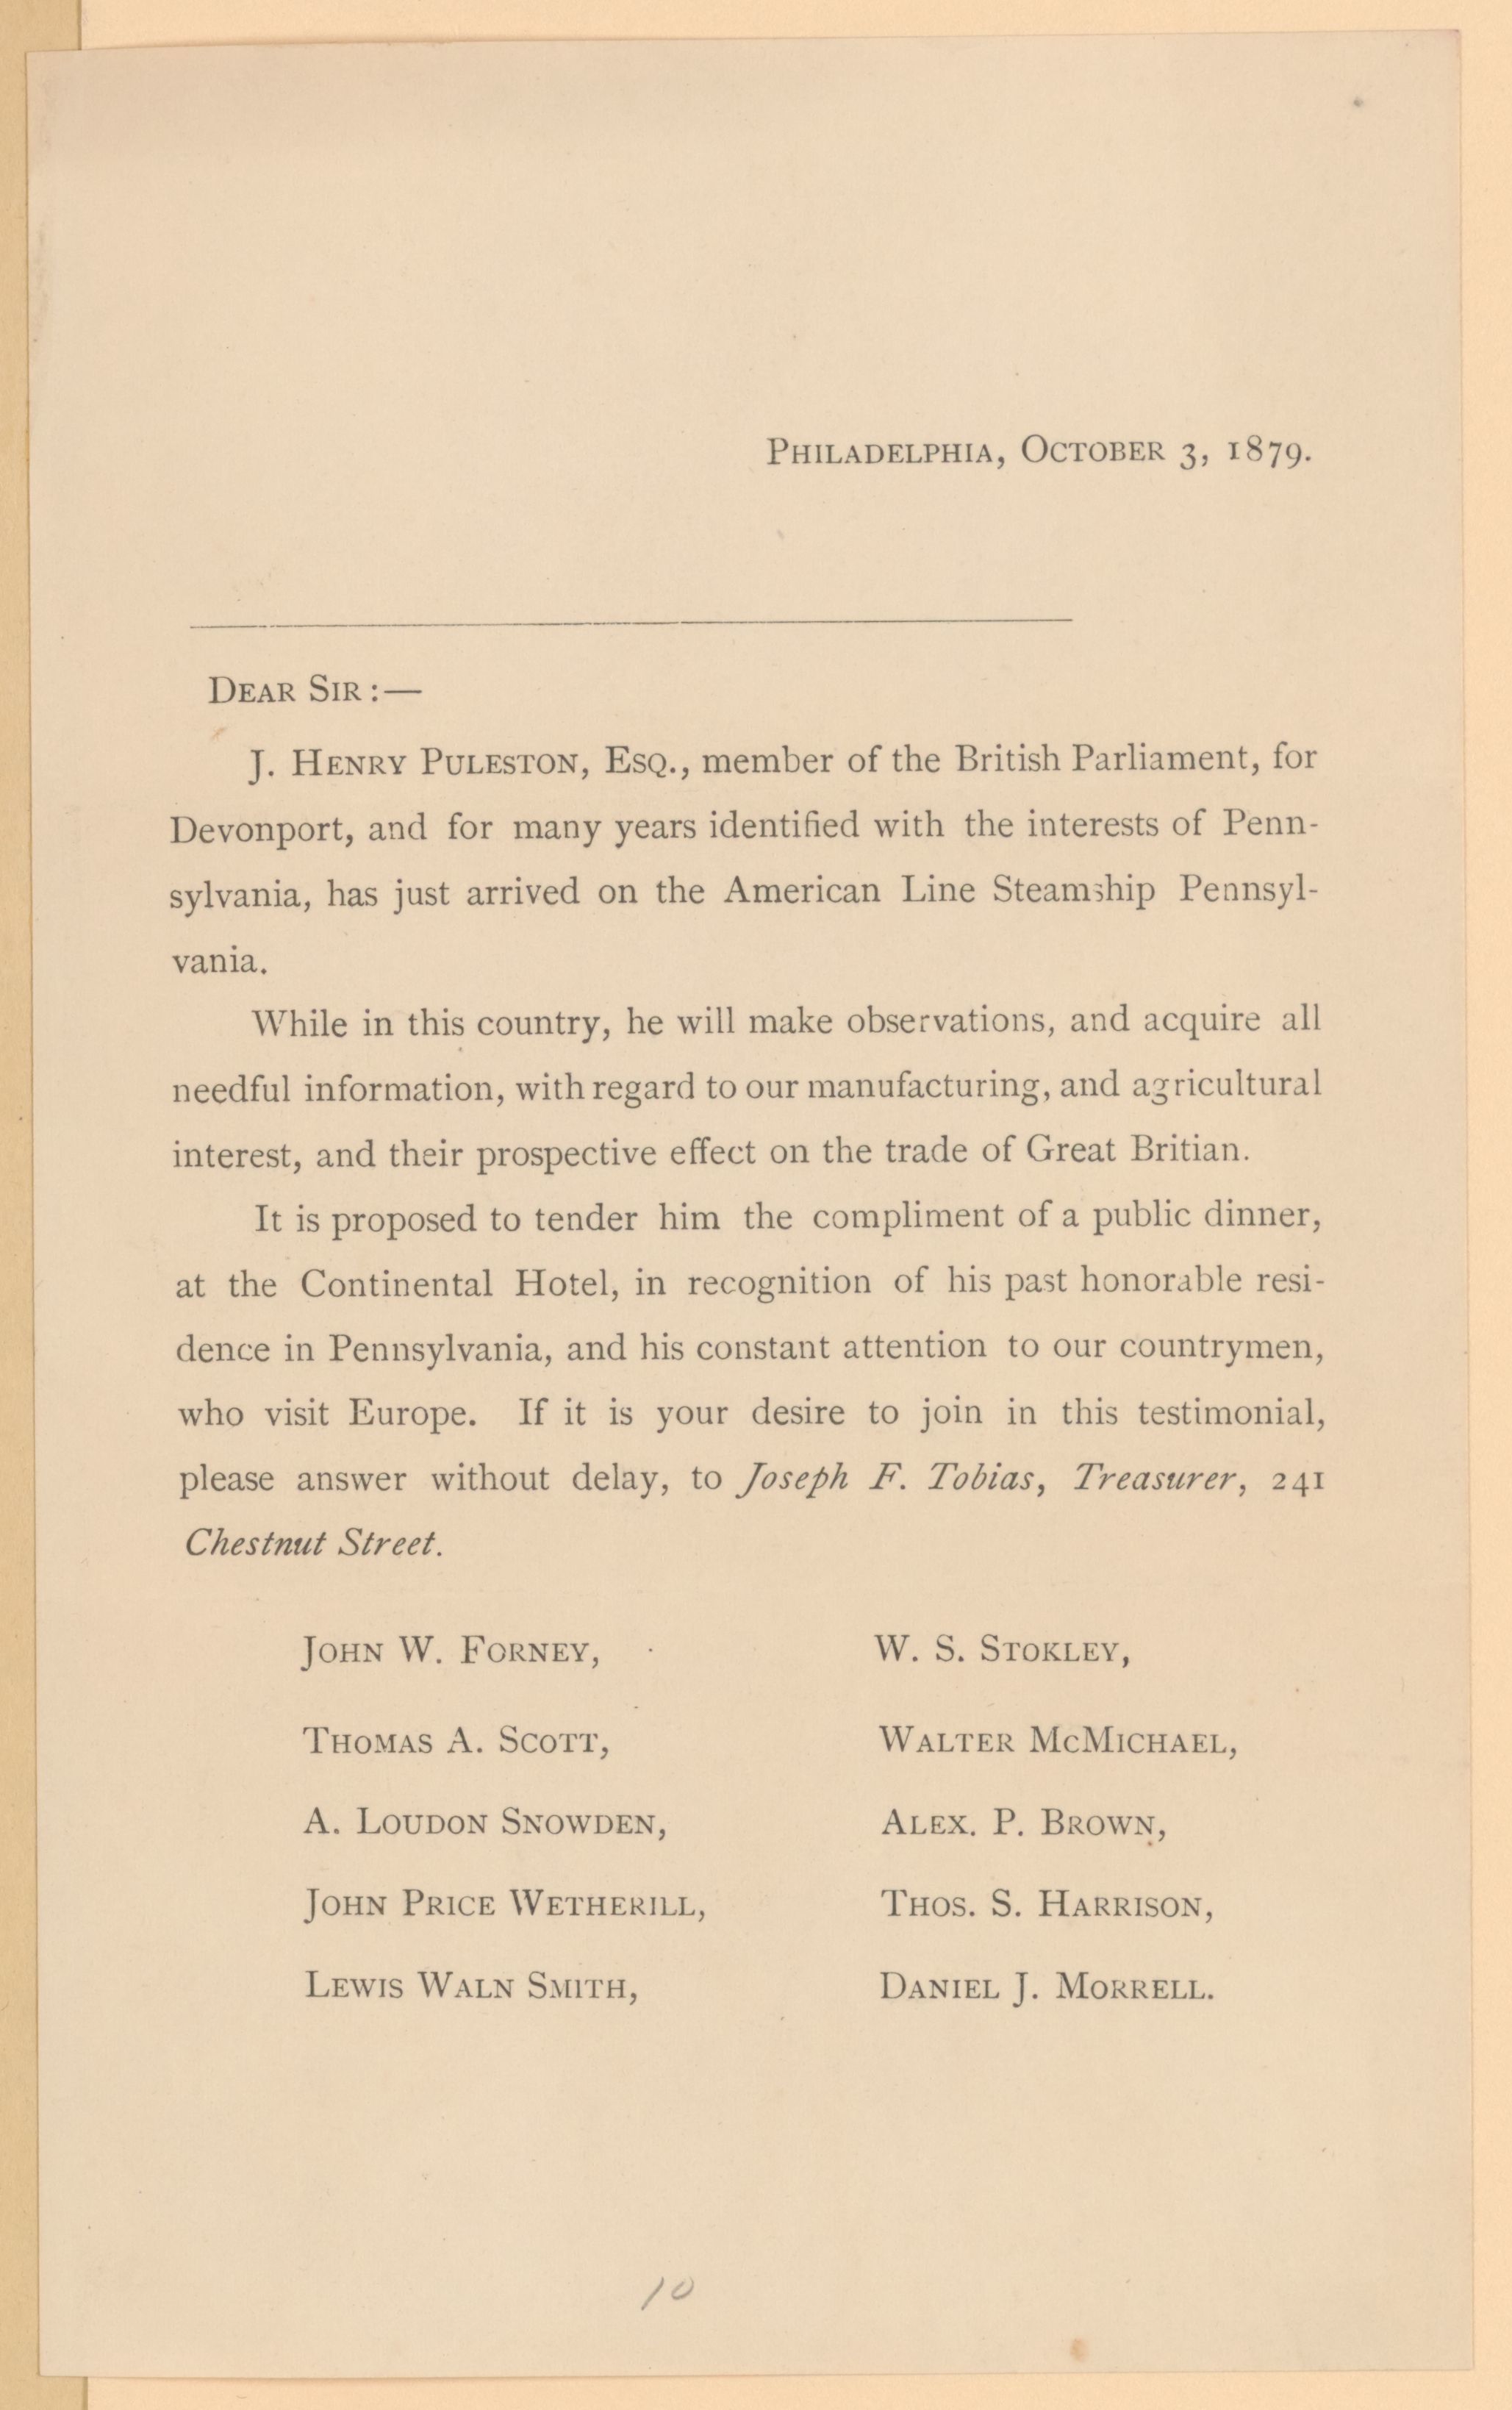 PHILADELPHIA, OCTOBER 3, 1879.
DEAR SIR:—
J. HENRY PULESTON, ESQ., member of the British Parliament, for
Devonport, and for many years identified with the interests of Penn-
sylvania, has just arrived on the American Line Steamship Pennsyl-
vania.
While in this country, he will make observations, and acquire all
needful information, with regard to our manufacturing, and agricultural
interest, and their prospective effect on the trade of Great Britian.
It is proposed to tender him the compliment of a public dinner,
at the Continental Hotel, in recognition of his past honorable resi-
dence in Pennsylvania, and his constant attention to our countrymen,
who visit Europe. If it is your desire to join in this testimonial,
please answer without delay, to Joseph F. Tobias, Treasurer, 241
Chestnut Street.
JOHN W. FORNEY,
THOMAS A. SCOTT,
A. LOUDON SNOWDEN,
JOHN PRICE WETHERILL,
LEWIS WALN SMITH,
W. S. STOKLEY,
WALTER MCMICHAEL,
ALEX. P. BROWN,
THOS. S. HARRISON,
DANIEL J. MORRELL.
10